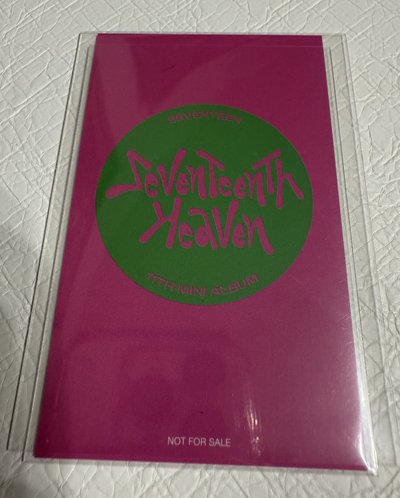 SEVENTEEN
Seventeenth
Heaven
11TH MINI ALBUM
NOT FOR SALE